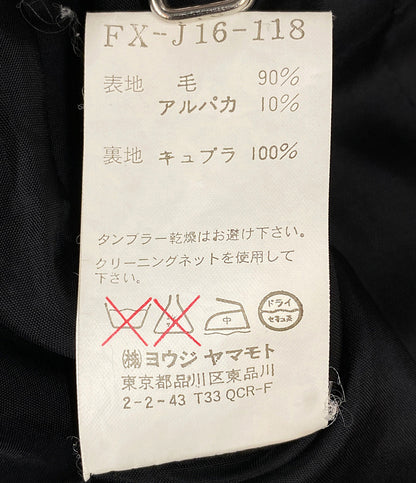 FX-J16-118
表地 毛 90%
アルパカ 10%
裏地 キュプラ 100%
タンブラー乾燥はお避け下さい。
クリーニングネットを使用して
下さい。
中 ドライ
セキユ系
㈱ヨウジ ヤマモト
東京都品川区東品川
2-2-43 T33 QCR-F